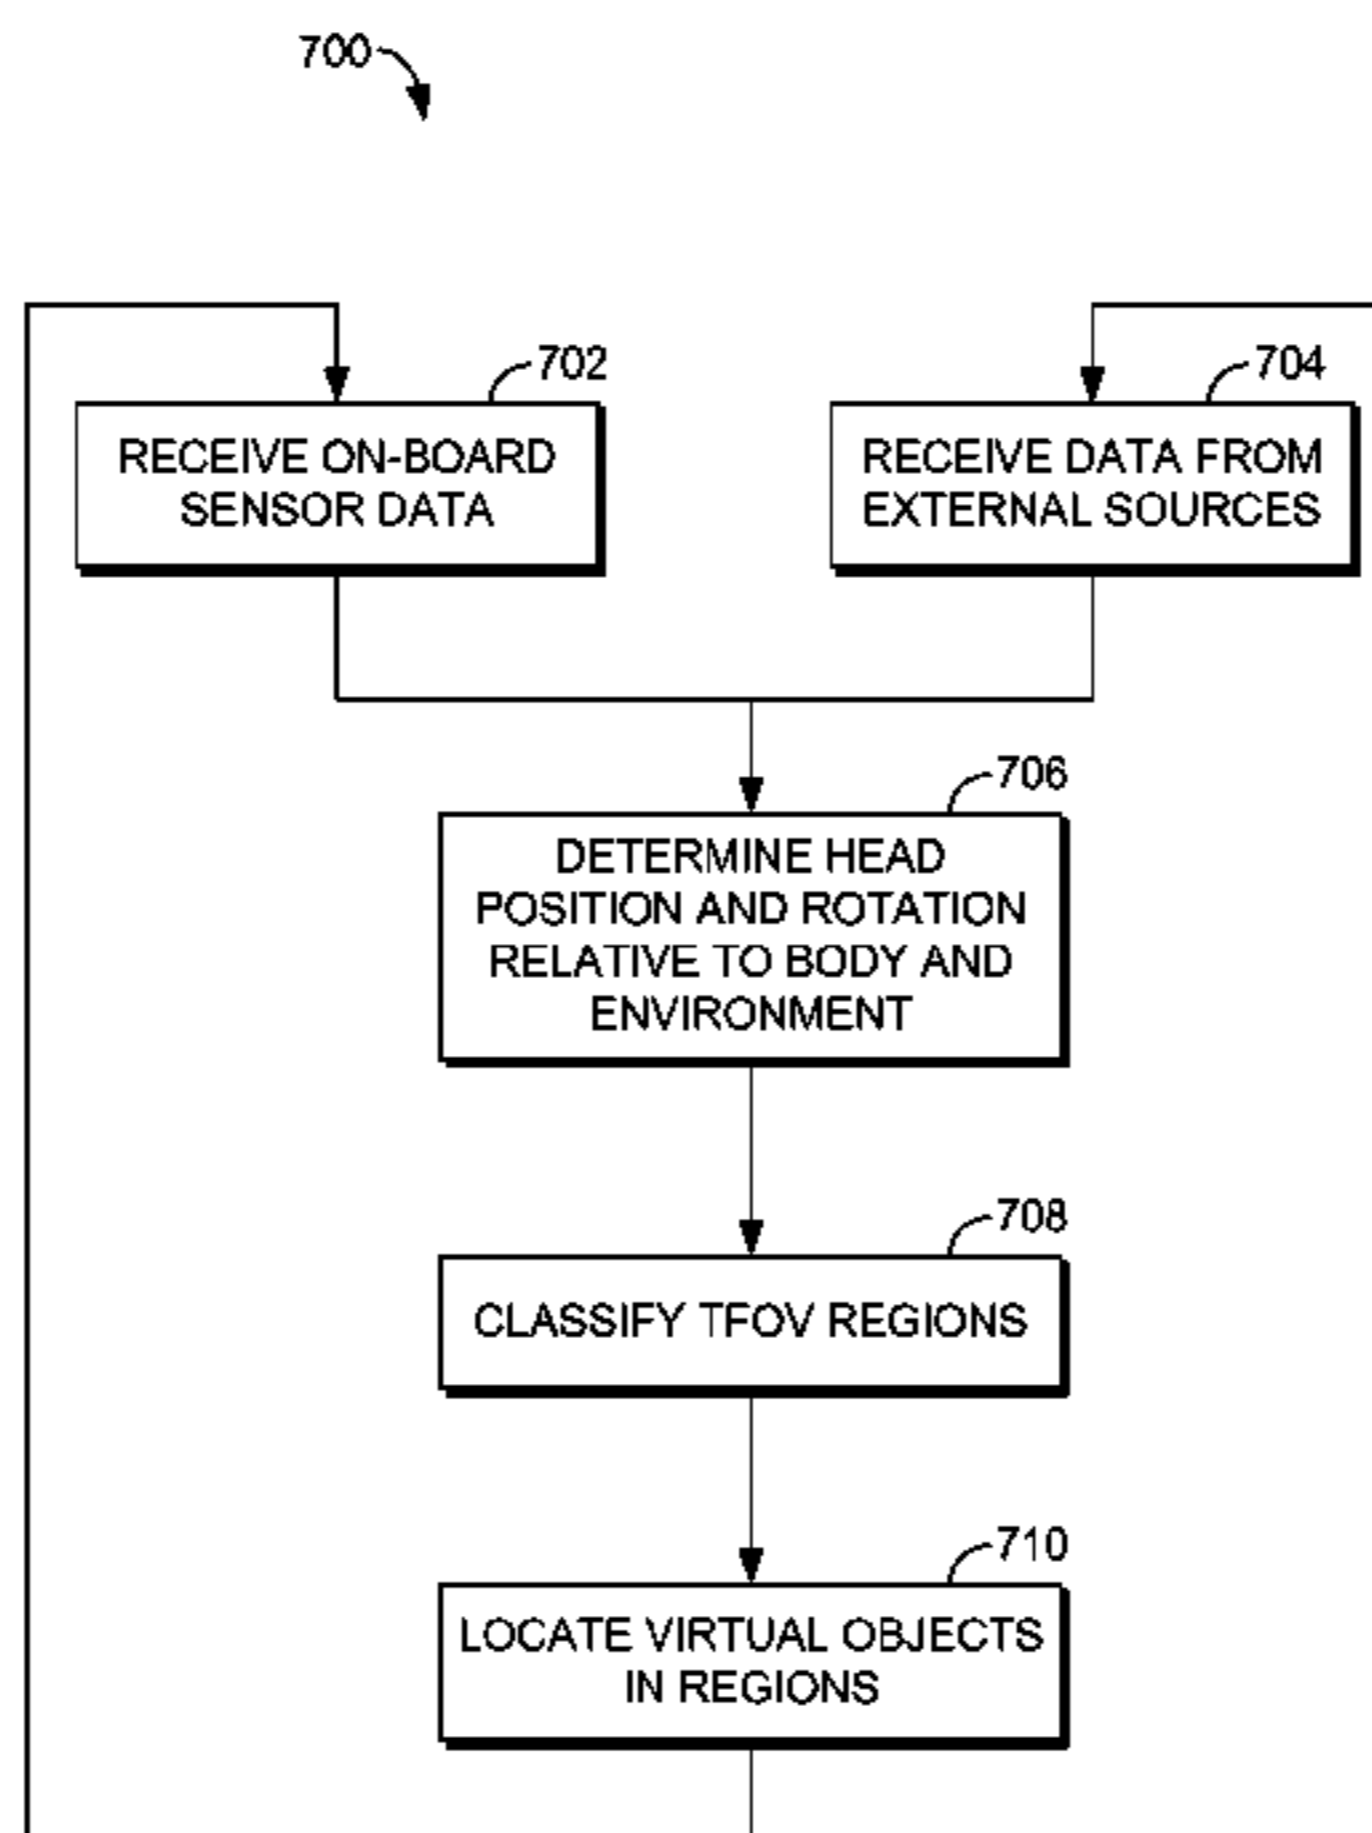 700
702
704
RECEIVE ON-BOARD
SENSOR DATA
RECEIVE DATA FROM
EXTERNAL SOURCES
706
DETERMINE HEAD
POSITION AND ROTATION
RELATIVE TO BODY AND
ENVIRONMENT
708
CLASSIFY TFOV REGIONS
710
LOCATE VIRTUAL OBJECTS
IN REGIONS